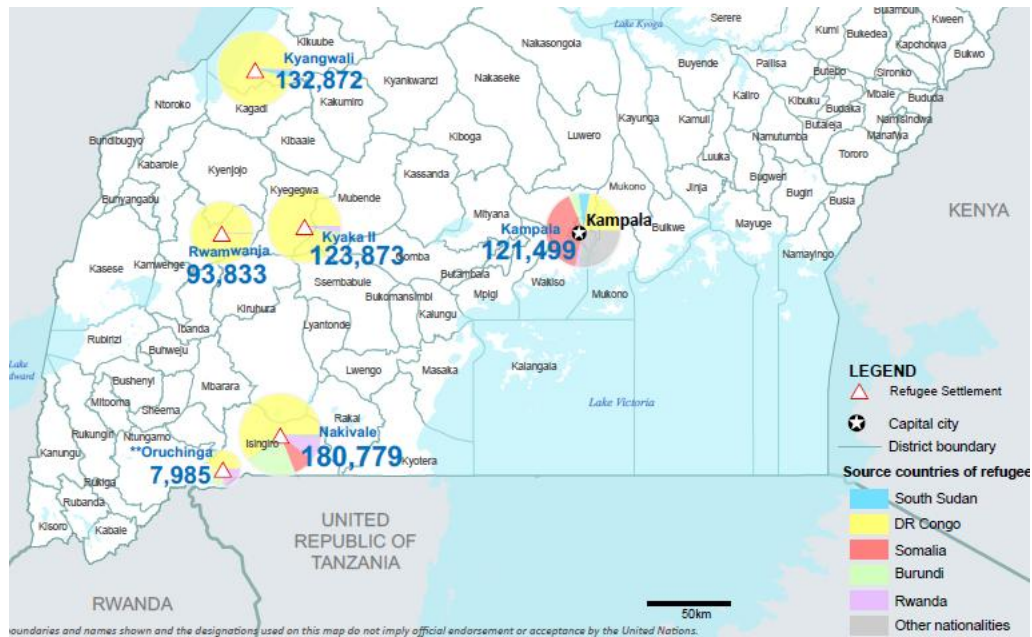 Lake Kyoga
Serere
Bulambuli
Kween
Kumi
Bukedea
Kapchorwa
Bukwo
Kikuube
Nakasongola
Kyangwali
132,872
Kyankwanzi
Nakaseke
Buyende
Pallisa
Butebo
Sironko
Ntoroko
Kagadi
Kakumiro
Kaliro
Kibuku
Mbale
Bududa
Budaka
Namisindwa
Bundibugyo
Kibaale
Kiboga
Luwero
Kayunga
Kamuli
Namutumba
Butaleja
Manafwa
Kabarole
Kyenjojo
Kassanda
Luuka
Tororo
Bunyangabu
Kyegegwa
Mubende
Mukono
Jinja
Bugweri
Bugiri
Busia
Mityana
Kampala
Kampala
121,499
Buikwe
Mayuge
KENYA
Rwamwanja
93,833
Kyaka II
123,873
Gomba
Butambala
Wakiso
Mukono
Namayingo
Kasese
Kamwenge
Ssembabule
Bukomansimbi
Mpigi
Kiruhura
Lyantonde
Kalungu
Rubirizi
Ibanda
Buhweju
Lwengo
Masaka
Kalangala
Lake
dward
Bushenyi
Mbarara
Mitooma
Sheema
Lake Victoria
Rukungiri
Ntungamo
Isingiro
Rakai
Nakivale
180,779
Kyotera
Kanungu
**Oruchinga
7,985
Rukiga
Rubanda
Kisoro
Kabale
UNITED
REPUBLIC OF
TANZANIA
RWANDA
LEGEND
Refugee Settlement
Capital city
District boundary
Source countries of refugee
South Sudan
DR Congo
Somalia
Burundi
Rwanda
Other nationalities
50km
oundaries and names shown and the designations used on this map do not imply official endorsement or acceptance by the United Nations.